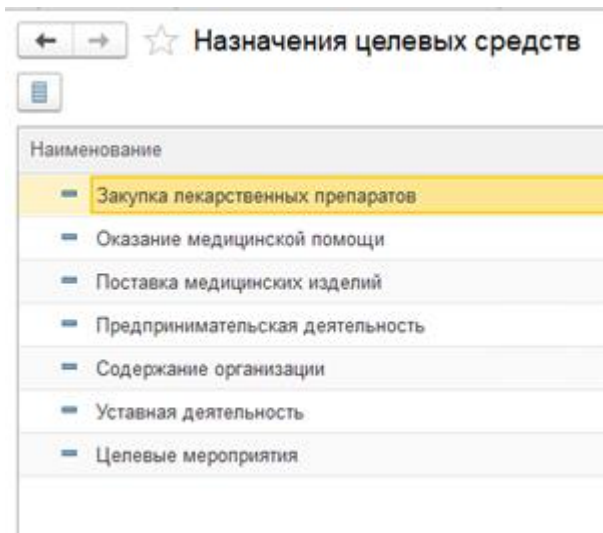 Назначения целевых средств
Наименование
Закупка лекарственных препаратов
Оказание медицинской помощи
Поставка медицинских изделий
Предпринимательская деятельность
Содержание организации
Уставная деятельность
Целевые мероприятия